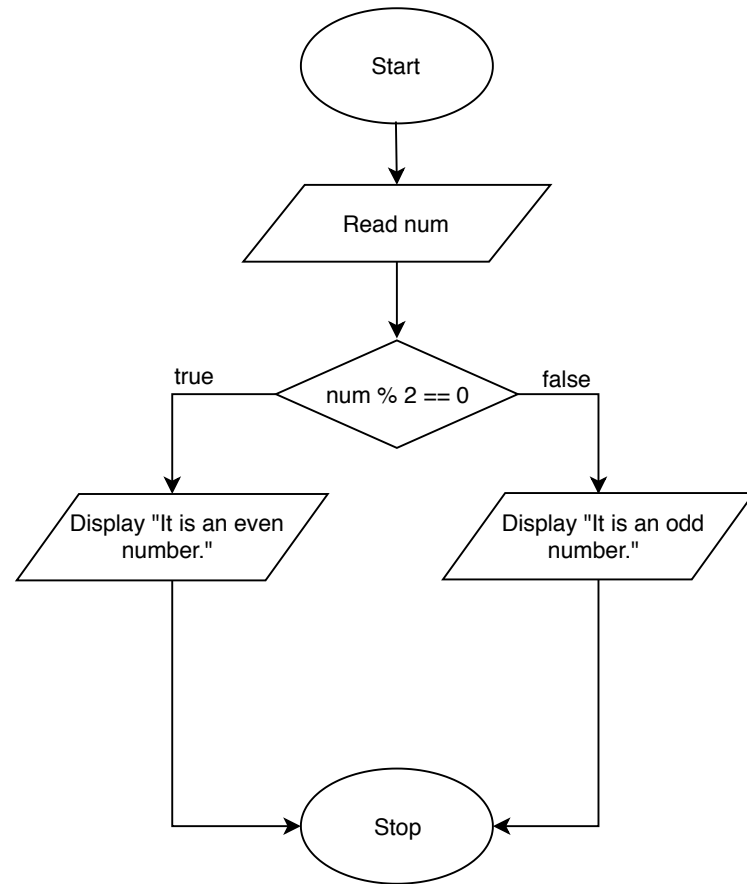 Start
Read num
num % 2 == 0
true
false
Display "It is an even
number."
Display "It is an odd
number."
Stop